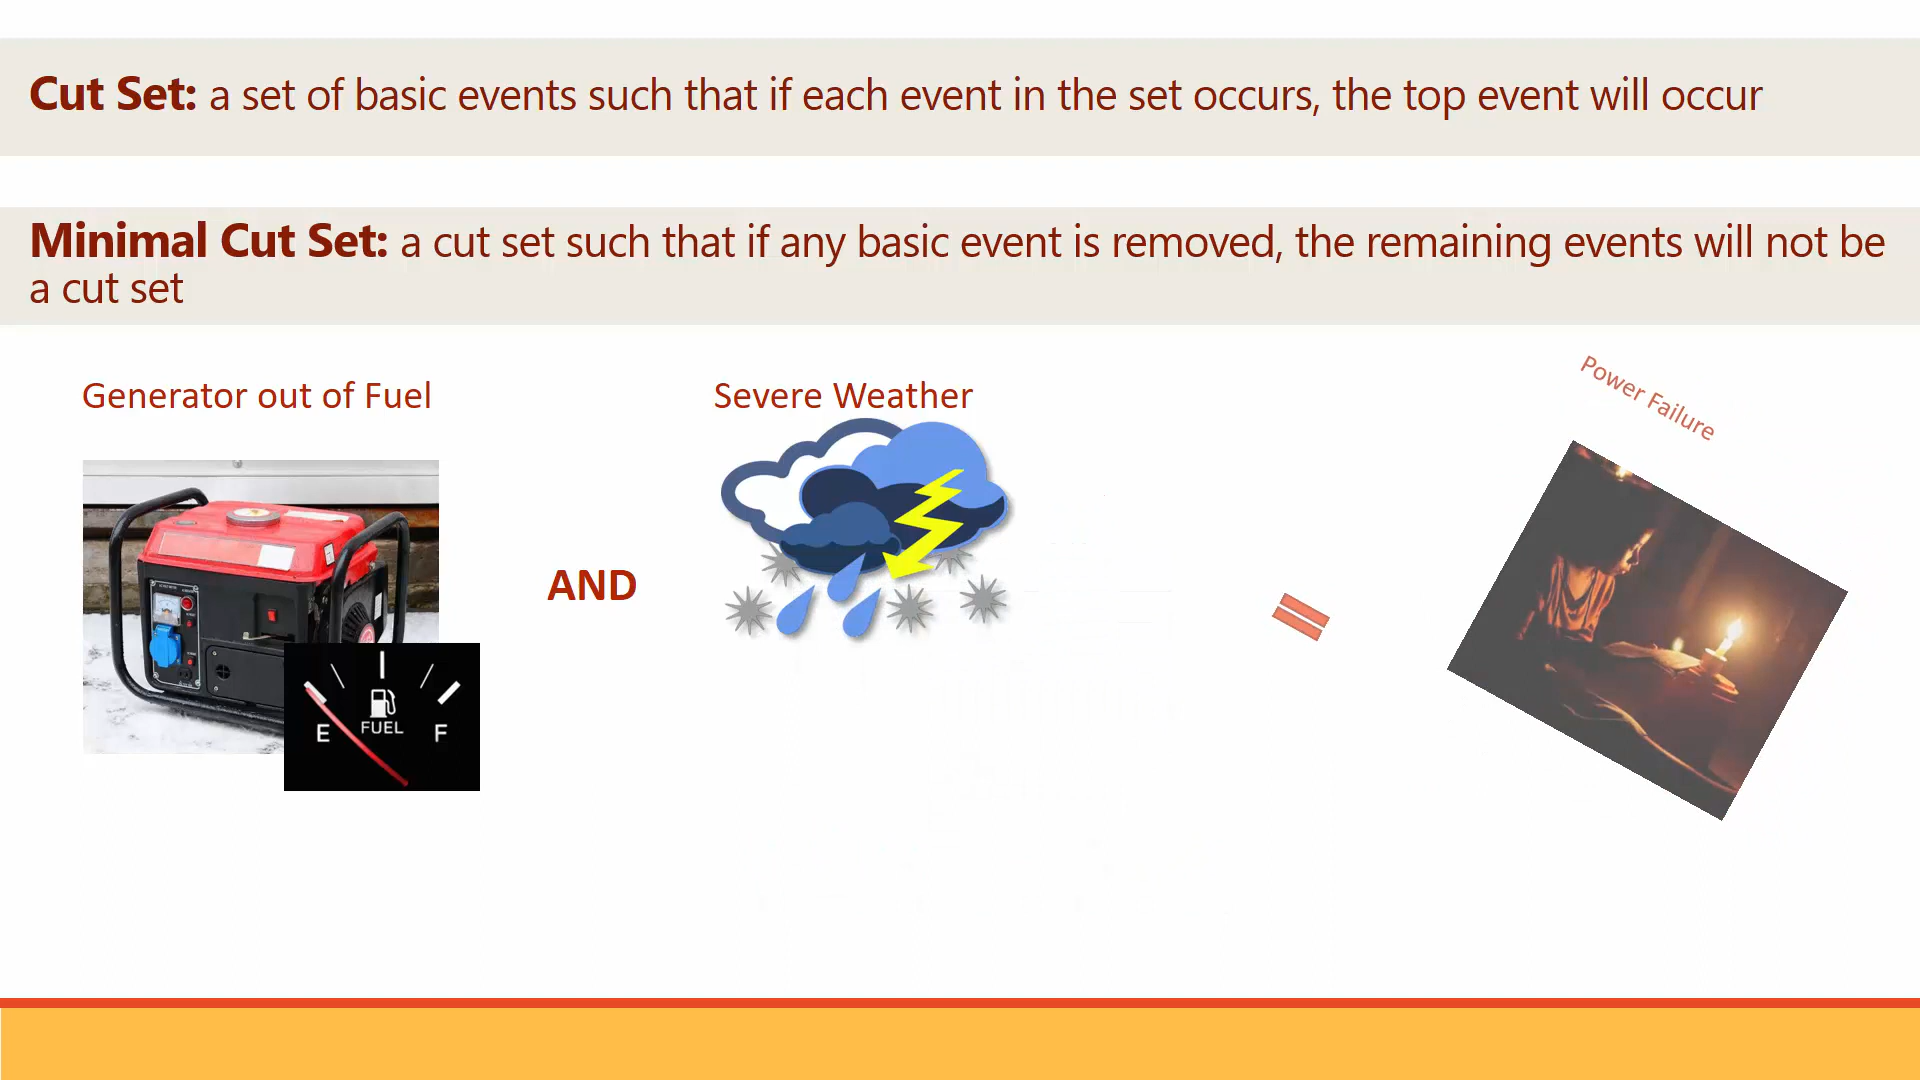 Cut Set: a set of basic events such that if each event in the set occurs, the top event will occur
Minimal Cut Set: a cut set such that if any basic event is removed, the remaining events will not be
a cut set
Generator out of Fuel
Severe Weather
Power Failure
AND
=
FUEL
E
F